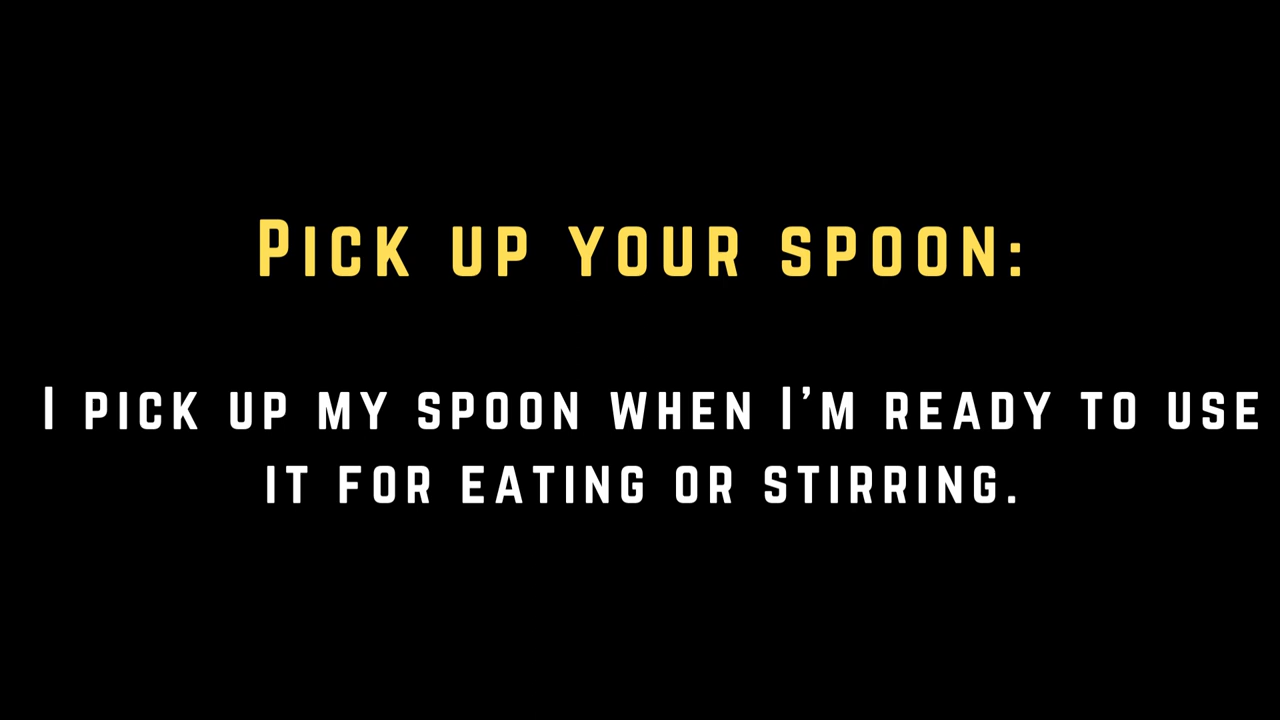 Pick up your spoon:
I pick up my spoon when I'm ready to use
it for eating or stirring.